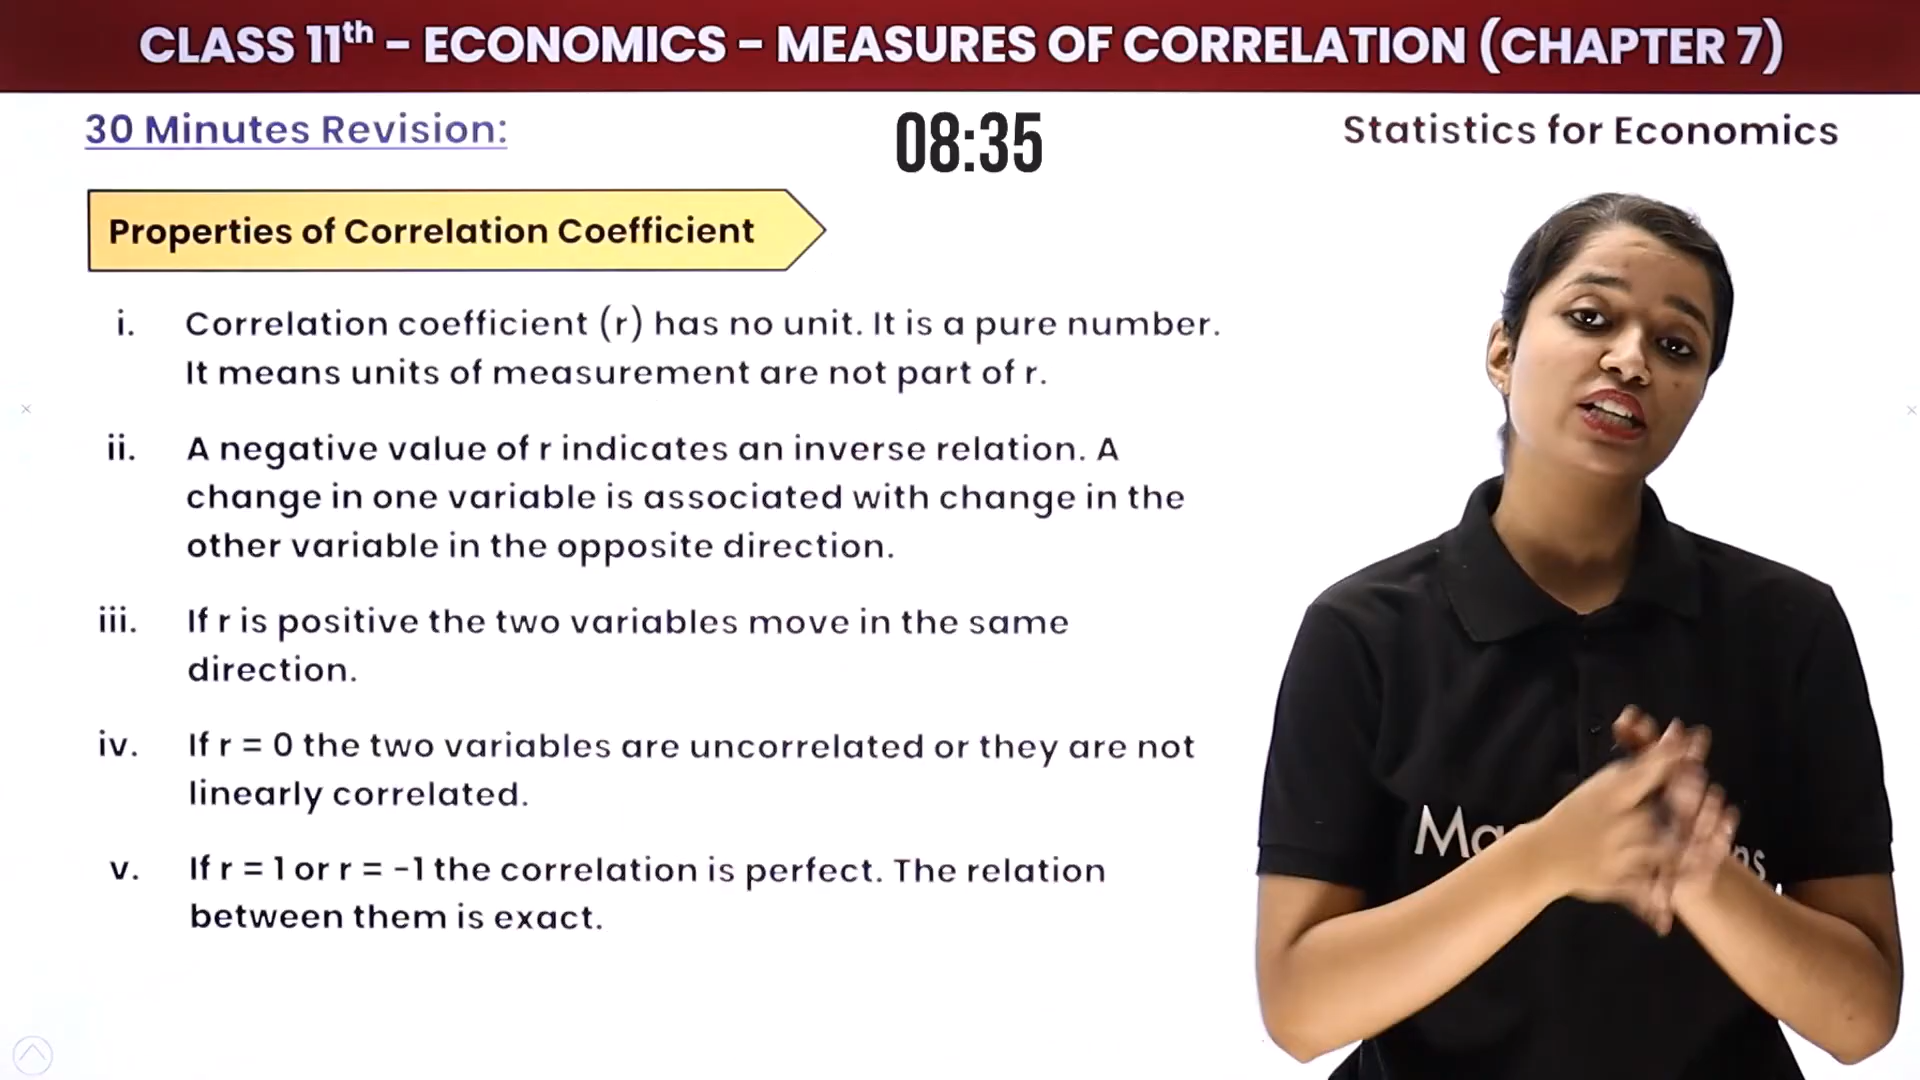 CLASS 11th – ECONOMICS – MEASURES OF CORRELATION (CHAPTER 7)
30 Minutes Revision:
08:35
Statistics for Economics
Properties of Correlation Coefficient
i. Correlation coefficient (r) has no unit. It is a pure number.
It means units of measurement are not part of r.
ii. A negative value of r indicates an inverse relation. A
change in one variable is associated with change in the
other variable in the opposite direction.
iii. If r is positive the two variables move in the same
direction.
iv. If r = 0 the two variables are uncorrelated or they are not
linearly correlated.
v. If r = 1 or r = -1 the correlation is perfect. The relation
between them is exact.